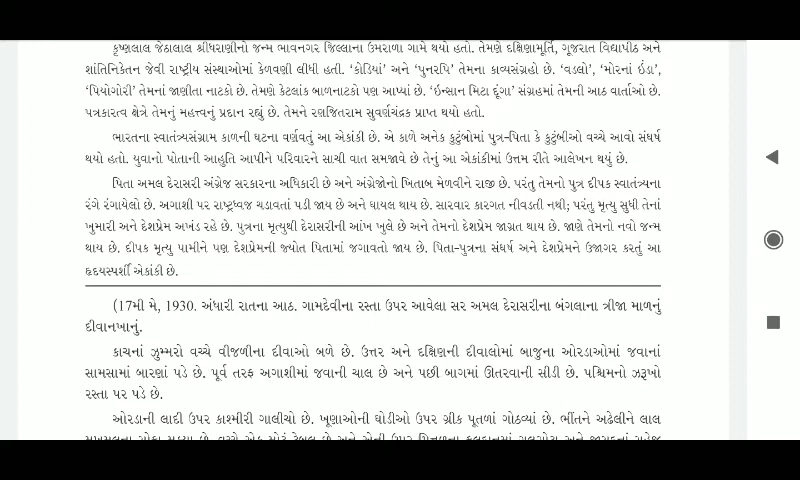 કૃષ્ણલાલ જેઠાલાલ શ્રીધરાણીનો જન્મ ભાવનગર જિલ્લાના ઉમરાળા ગામે થયો હતો. તેમણે દક્ષિણામૂર્તિ, ગૂજરાત વિદ્યાપીઠ અને
શાંતિનિકેતન જેવી રાષ્ટ્રીય સંસ્થાઓમાં કેળવણી લીધી હતી. 'કોડિયાં' અને 'પુનરપિ' તેમના કાવ્યસંગ્રહો છે. 'વડલો', 'મોરનાં ઈંડા',
'પિયોગોરી' તેમનાં જાણીતા નાટકો છે. તેમણે કેટલાંક બાળનાટકો પણ આપ્યાં છે. 'ઇન્સાન મિટા દૂંગા' સંગ્રહમાં તેમની આઠ વાર્તાઓ છે.
પત્રકારત્વ ક્ષેત્રે તેમનું મહત્ત્વનું પ્રદાન રહ્યું છે. તેમને રણજિતરામ સુવર્ણચંદ્રક પ્રાપ્ત થયો હતો.
ભારતના સ્વાતંત્ર્યસંગ્રામ કાળની ઘટના વર્ણવતું આ એકાંકી છે. એ કાળે અનેક કુટુંબોમાં પુત્ર-પિતા કે કુટુંબીઓ વચ્ચે આવો સંઘર્ષ
થયો હતો. યુવાનો પોતાની આહુતિ આપીને પરિવારને સાચી વાત સમજાવે છે તેનું આ એકાંકીમાં ઉત્તમ રીતે આલેખન થયું છે.
પિતા અમલ દેરાસરી અંગ્રેજ સરકારના અધિકારી છે અને અંગ્રેજોનો ખિતાબ મેળવીને રાજી છે. પરંતુ તેમનો પુત્ર દીપક સ્વાતંત્ર્યના
રંગે રંગાયેલો છે. અગાશી પર રાષ્ટ્રધ્વજ ચડાવતાં પડી જાય છે અને ઘાયલ થાય છે. સારવાર કારગત નીવડતી નથી; પરંતુ મૃત્યુ સુધી તેનાં
ખુમારી અને દેશપ્રેમ અખંડ રહે છે. પુત્રના મૃત્યુથી દેરાસરીની આંખ ખુલે છે અને તેમનો દેશપ્રેમ જાગ્રત થાય છે. જાણે તેમનો નવો જન્મ
થાય છે. દીપક મૃત્યુ પામીને પણ દેશપ્રેમની જ્યોત પિતામાં જગાવતો જાય છે. પિતા-પુત્રના સંઘર્ષ અને દેશપ્રેમને ઉજાગર કરતું આ
હૃદયસ્પર્શી એકાંકી છે.
(17મી મે, 1930. અંધારી રાતના આઠ. ગામદેવીના રસ્તા ઉપર આવેલા સર અમલ દેરાસરીના બંગલાના ત્રીજા માળનું
દીવાનખાનું.
કાચનાં ઝુમ્મરો વચ્ચે વીજળીના દીવાઓ બળે છે. ઉત્તર અને દક્ષિણની દીવાલોમાં બાજુના ઓરડાઓમાં જવાનાં
સામસામાં બારણાં પડે છે. પૂર્વ તરફ અગાશીમાં જવાની ચાલ છે અને પછી બાગમાં ઊતરવાની સીડી છે. પશ્ચિમનો ઝરૂખો
રસ્તા પર પડે છે.
ઓરડાની લાદી ઉપર કાશ્મીરી ગાલીચો છે. ખૂણાઓની ઘોડીઓ ઉપર ગ્રીક પૂતળાં ગોઠવ્યાં છે. ભીંતને અઢેલીને લાલ